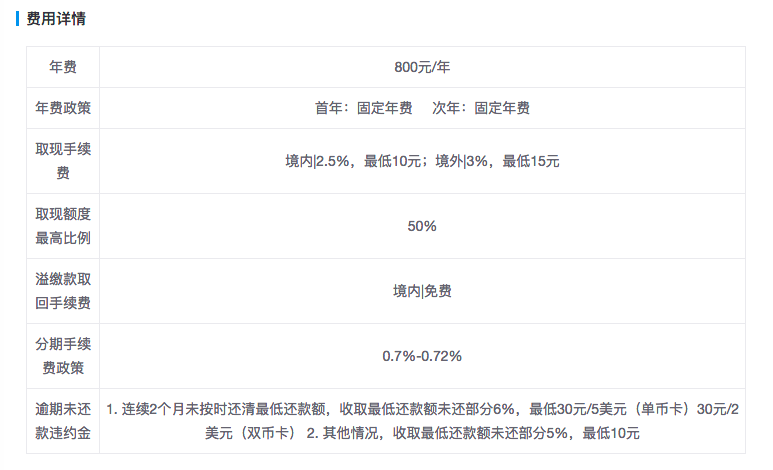 费用详情
年费
800元/年
年费政策
首年：固定年费 次年：固定年费
取现手续
费
境内|2.5%，最低10元；境外|3%，最低15元
取现额度
最高比例
50%
溢缴款取
回手续费
境内|免费
分期手续
费政策
0.7%-0.72%
逾期未还
款违约金
1. 连续2个月未按时还清最低还款额，收取最低还款额未还部分6%，最低30元/5美元（单币卡）30元/2
美元（双币卡） 2. 其他情况，收取最低还款额未还部分5%，最低10元